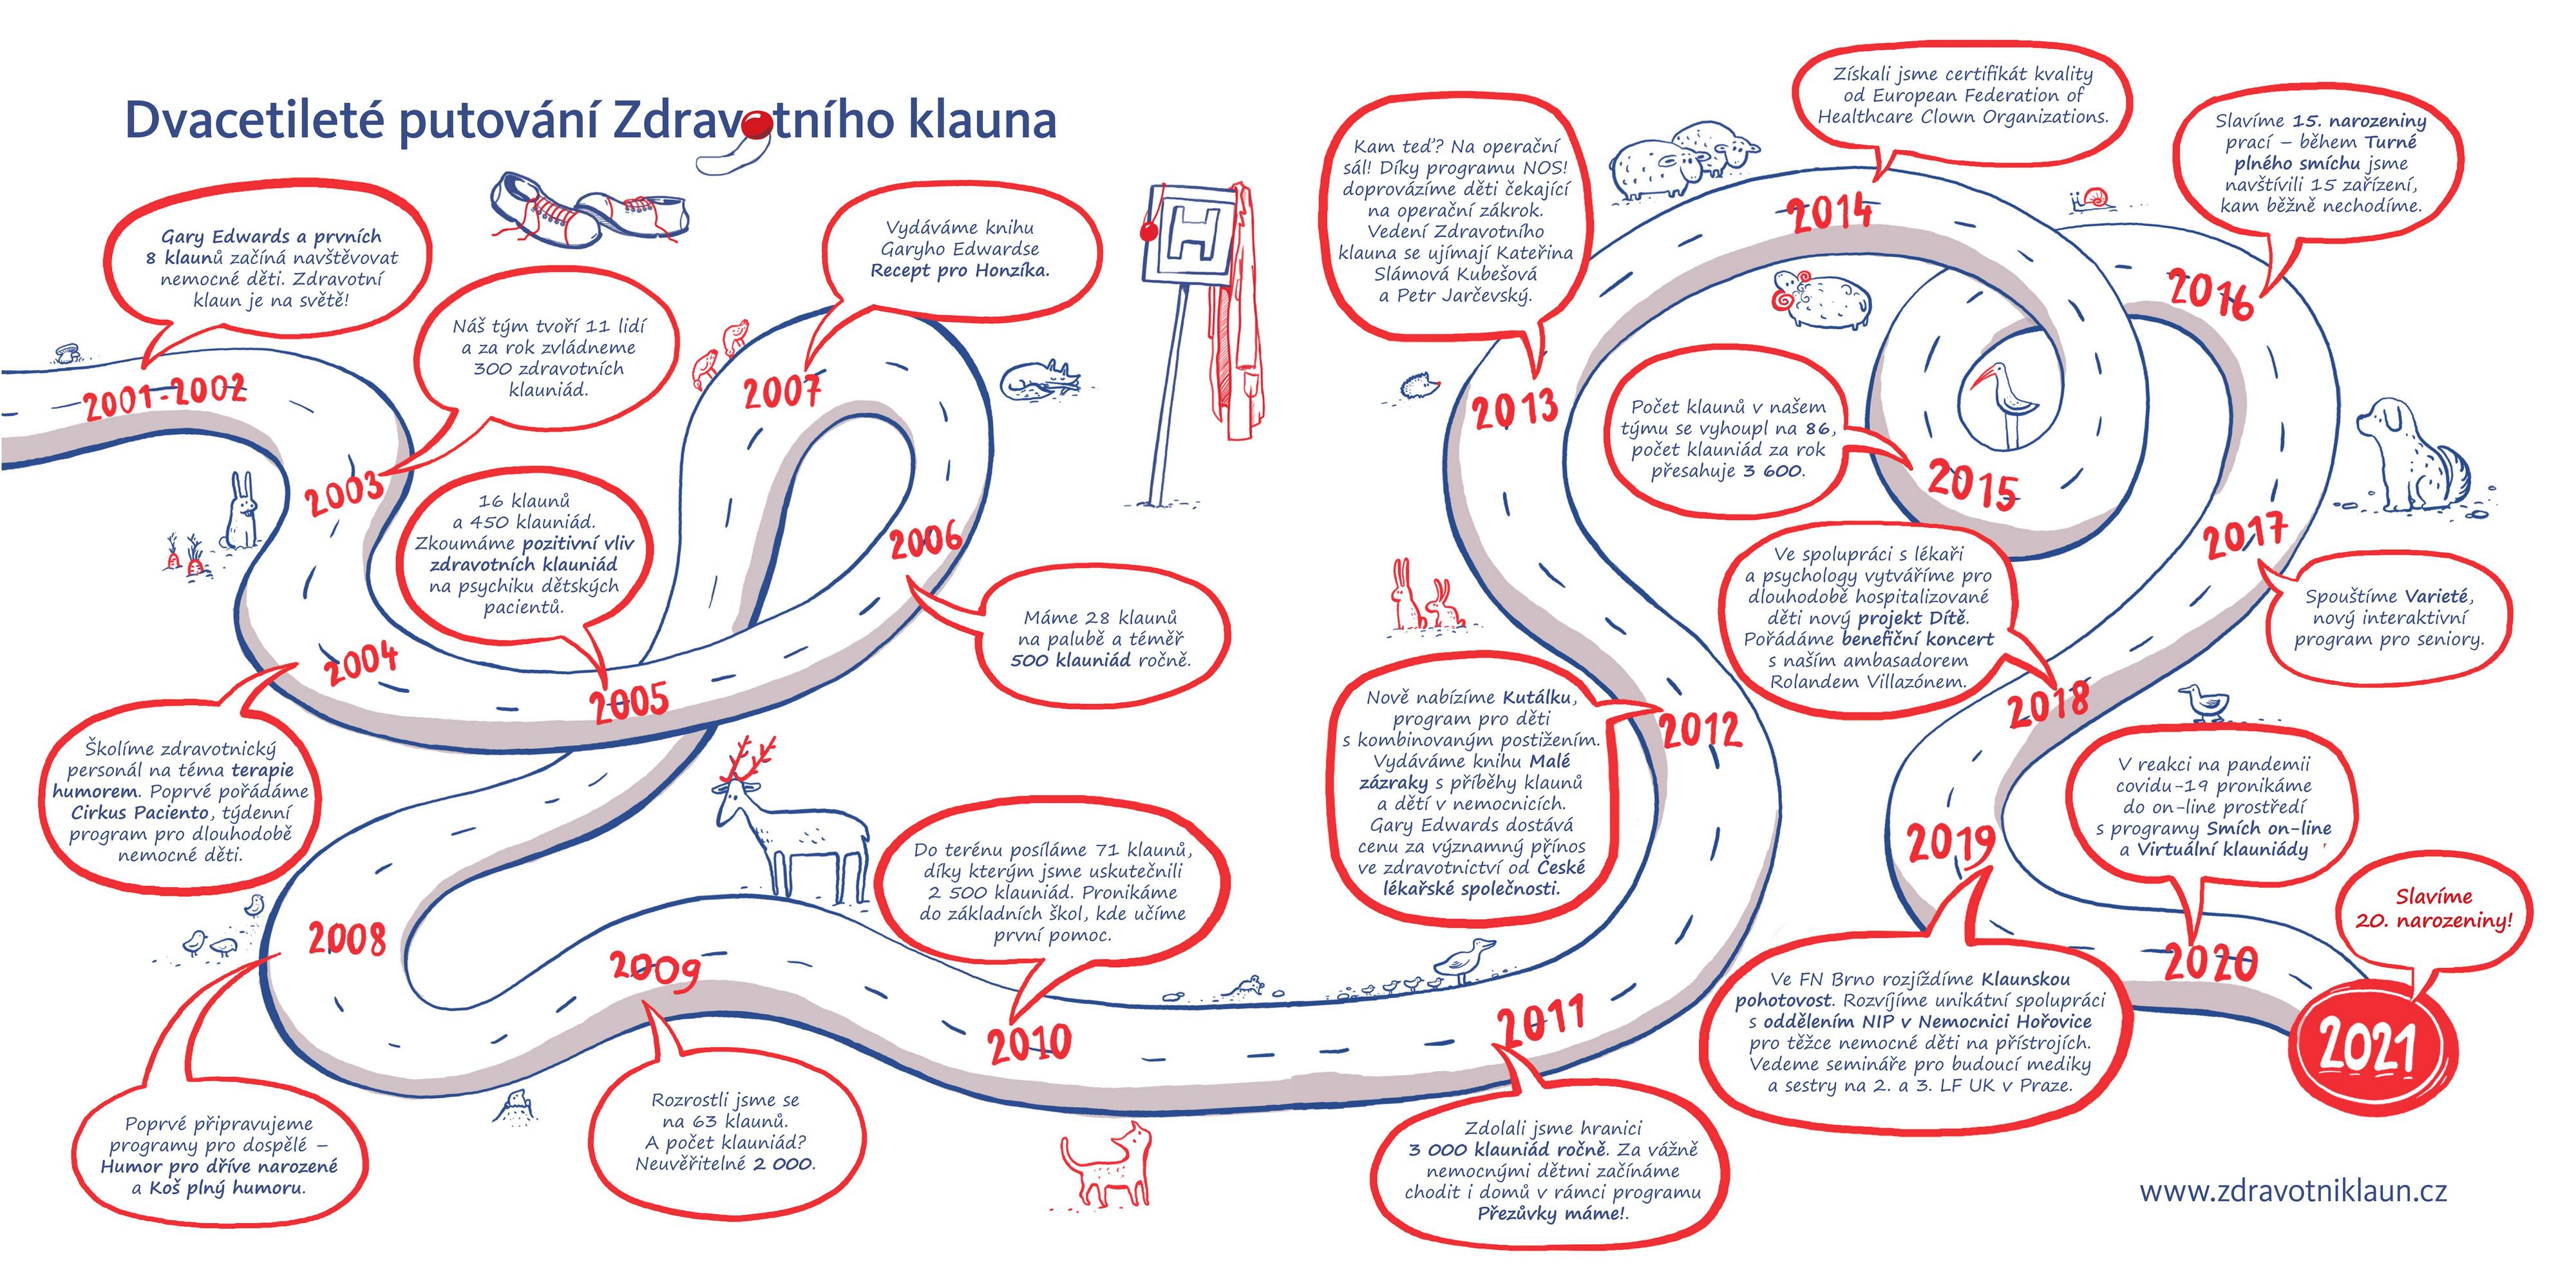 Dvacetileté putování Zdravotního klauna
Gary Edwards a prvních
8 klaunů začíná navštěvovat
nemocné děti. Zdravotní
klaun je na světě!
2001-2002
Náš tým tvoří 11 lidí
a za rok zvládneme
300 zdravotních
klauniád.
2003
Školíme zdravotnický
personál na téma terapie
humorem. Poprvé pořádáme
Cirkus Paciento, týdenní
program pro dlouhodobě
nemocné děti.
2004
16 klaunů
a 450 klauniád.
Zkoumáme pozitivní vliv
zdravotních klauniád
na psychiku dětských
pacientů.
2005
Máme 28 klaunů
na palubě a téměř
500 klauniád ročně.
2006
Vydáváme knihu
Garyho Edwardse
Recept pro Honzíka.
2007
H
Poprvé připravujeme
programy pro dospělé –
Humor pro dříve narozené
a Koš plný humoru.
2008
Rozrostli jsme se
na 63 klaunů.
A počet klauniád?
Neuvěřitelné 2 000.
2009
Do terénu posíláme 71 klaunů,
díky kterým jsme uskutečnili
2 500 klauniád. Pronikáme
do základních škol, kde učíme
první pomoc.
2010
Zdolali jsme hranici
3 000 klauniád ročně. Za vážně
nemocnými dětmi začínáme
chodit i domů v rámci programu
Přezůvky máme!.
2011
Nově nabízíme Kutálku,
program pro děti
s kombinovaným postižením.
Vydáváme knihu Malé
zázraky s příběhy klaunů
a dětí v nemocnicích.
Gary Edwards dostává
cenu za významný přínos
ve zdravotnictví od České
lékařské společnosti.
2012
Kam teď? Na operační
sál! Díky programu NOS!
doprovázíme děti čekající
na operační zákrok.
Vedení Zdravotního
klauna se ujímají Kateřina
Slámová Kubešová
a Petr Jarčevský.
2013
Získali jsme certifikát kvality
od European Federation of
Healthcare Clown Organizations.
2014
Počet klaunů v našem
týmu se vyhoupl na 86,
počet klauniád za rok
přesahuje 3 600.
2015
Slavíme 15. narozeniny
prací – během Turné
plného smíchu jsme
navštívili 15 zařízení,
kam běžně nechodíme.
2016
Spouštíme Varieté,
nový interaktivní
program pro seniory.
2017
Ve spolupráci s lékaři
a psychology vytváříme pro
dlouhodobě hospitalizované
děti nový projekt Dítě.
Pořádáme benefiční koncert
s naším ambasadorem
Rolandem Villazónem.
2018
Ve FN Brno rozjíždíme Klaunskou
pohotovost. Rozvíjíme unikátní spolupráci
s oddělením NIP v Nemocnici Hořovice
pro těžce nemocné děti na přístrojích.
Vedeme semináře pro budoucí mediky
a sestry na 2. a 3. LF UK v Praze.
2019
V reakci na pandemii
covidu-19 pronikáme
do on-line prostředí
s programy Smích on-line
a Virtuální klauniády
2020
Slavíme
20. narozeniny!
2021
www.zdravotniklaun.cz